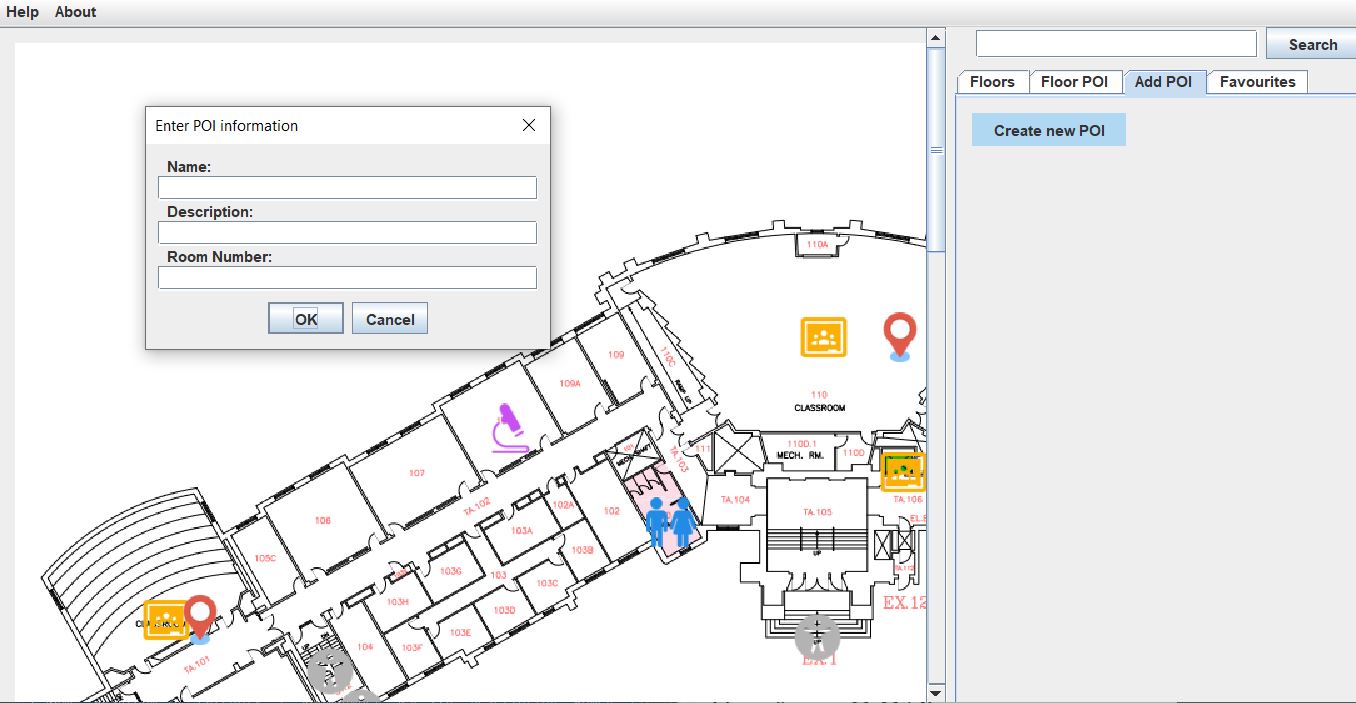 Help About
Search
Floors Floor POI Add POI Favourites
Create new POI
Enter POI information
Name:
Description:
Room Number:
OK Cancel
110A
109
110C
109A
110
CLASSROOM
107
111
110D.1
110D
MECH. RM.
TA.103
TA.102
102A
102
TA.104
TA.105
TA.106
106
103A
UP
105C
103B
103G
103
103C
103H
103D
EX.12
103E
104
103F
TA.101
EX.1